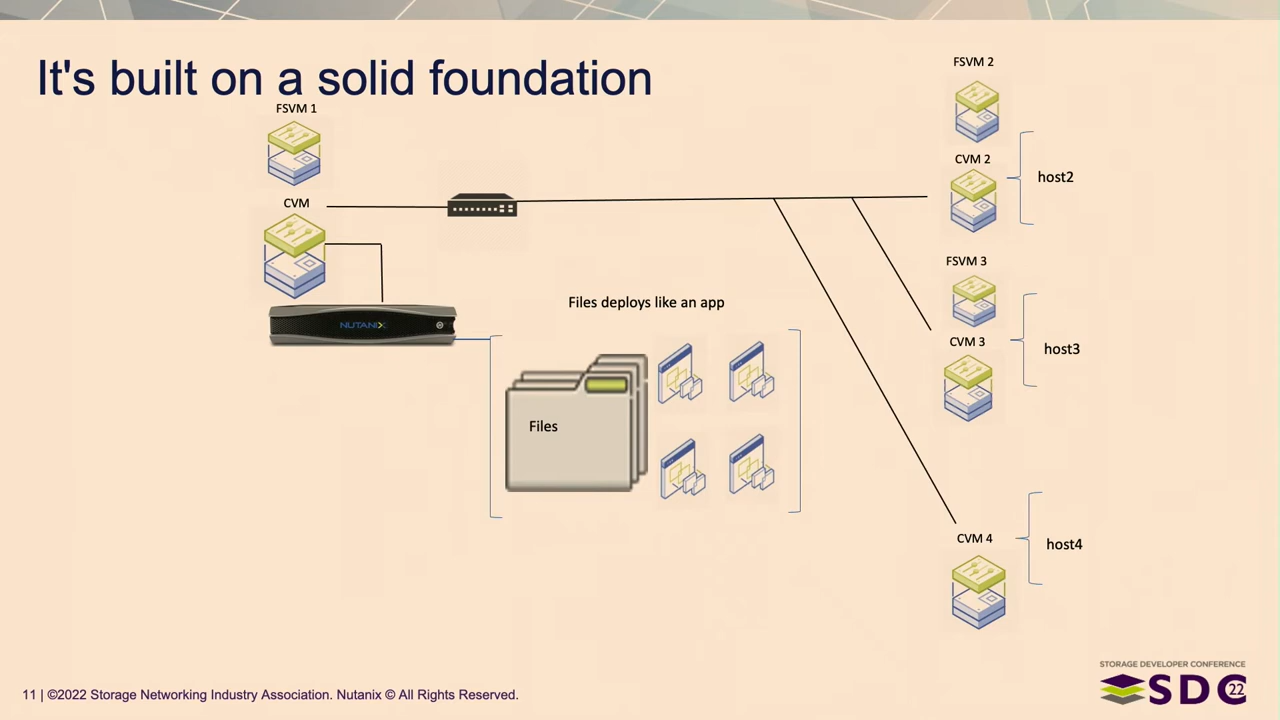 It's built on a solid foundation
FSVM 1
CVM
NUTANIX
Files deploys like an app
Files
FSVM 2
CVM 2
host2
FSVM 3
CVM 3
host3
CVM 4
host4
11 | ©2022 Storage Networking Industry Association. Nutanix © All Rights Reserved.
STORAGE DEVELOPER CONFERENCE
SDC 22